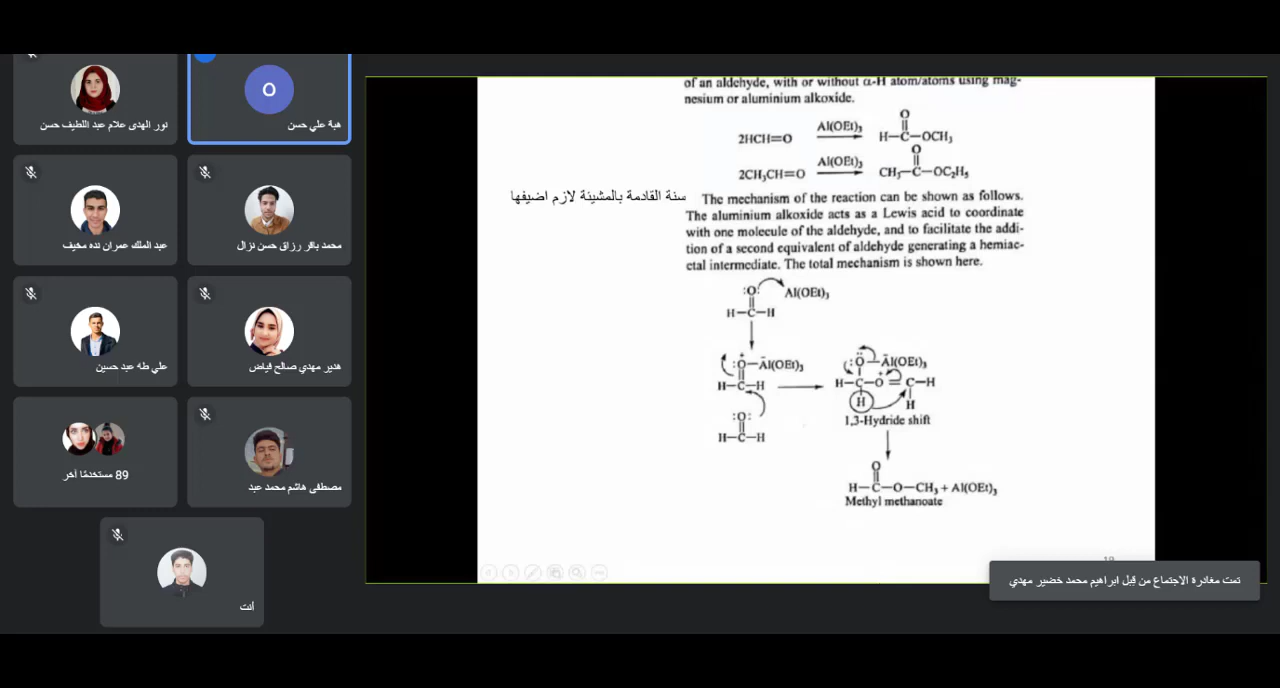 نور الهدى علام عبد اللطيف حسن
O
هبة علي حسن
عبد الملك عمران نده مخيف
محمد باقر رزاق حسن نزال
علي طه عبد حسين
هدير مهدي صالح فياض
89 مستخدمًا آخر
مصطفى هاشم محمد عبد
أنت
of an aldehyde, with or without α-H atom/atoms using mag-
nesium or aluminium alkoxide.
O
2HCH=O Al(OEt)₃ H—C—OCH₃
O
2CH₃CH=O Al(OEt)₃ CH₃—C—OC₂H₅
سنة القادمة بالمشيئة لازم اضيفها
The mechanism of the reaction can be shown as follows.
The aluminium alkoxide acts as a Lewis acid to coordinate
with one molecule of the aldehyde, and to facilitate the addi-
tion of a second equivalent of aldehyde generating a hemiac-
etal intermediate. The total mechanism is shown here.
:O: Al(OEt)₃
H—C—H
:O—Al(OEt)₃
H—C—H
:O:
H—C—H
:O—Al(OEt)₃
H—C—O=C—H
H H
1,3-Hydride shift
O
H—C—O—CH₃ + Al(OEt)₃
Methyl methanoate
19
تمت مغادرة الاجتماع من قبل ابراهيم محمد خضير مهدي